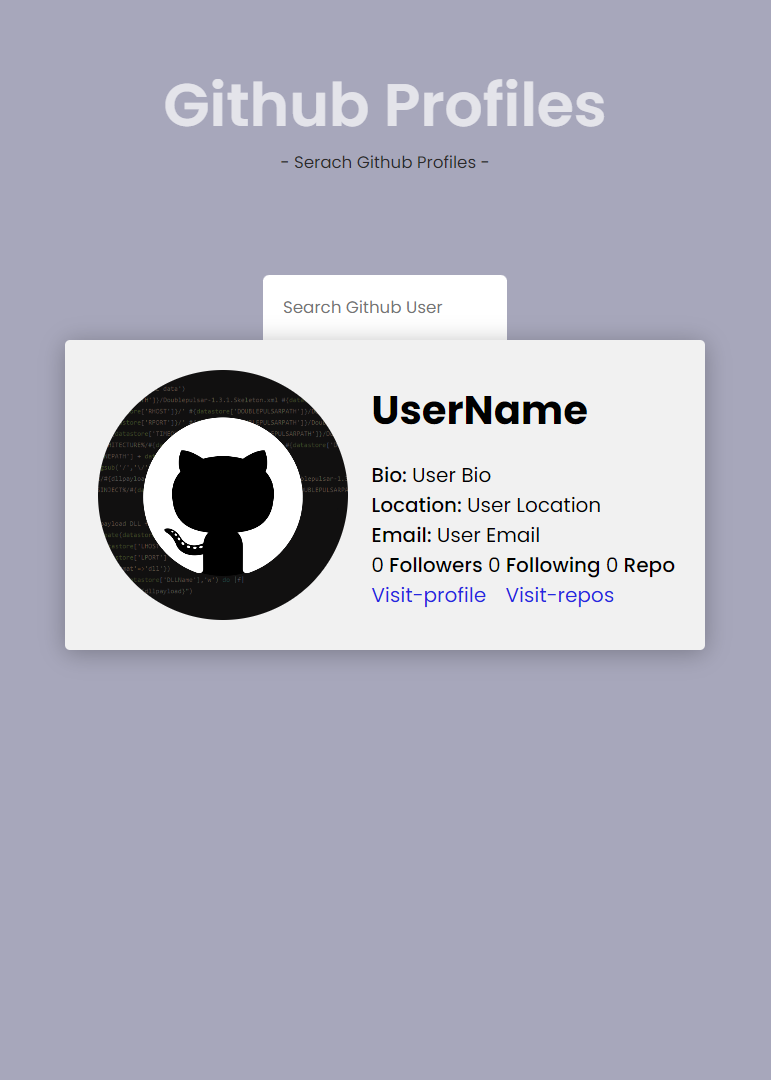 Github Profiles
- Serach Github Profiles -
Search Github User
UserName
Bio: User Bio
Location: User Location
Email: User Email
0 Followers 0 Following 0 Repo
Visit-profile Visit-repos